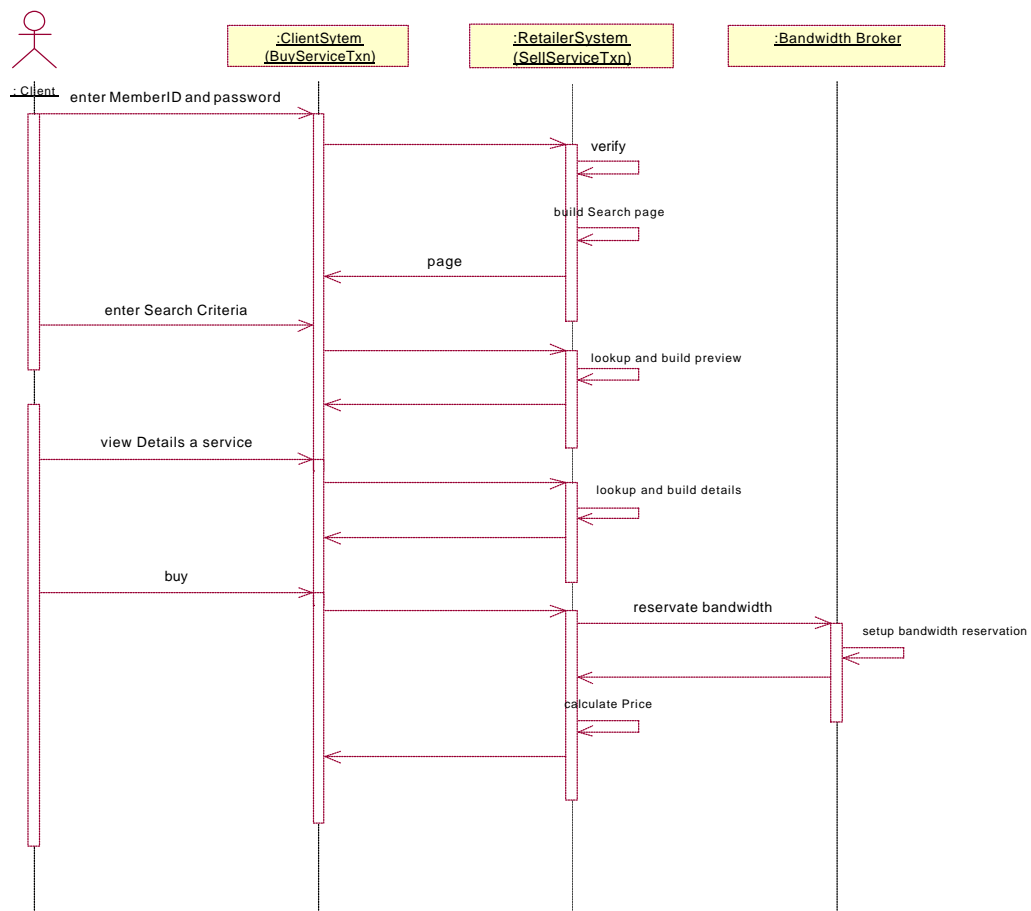 :ClientSytem
(BuyServiceTxn)
:RetailerSystem
(SellServiceTxn)
:Bandwidth Broker
: Client
enter MemberID and password
verify
build Search page
page
enter Search Criteria
lookup and build preview
view Details a service
lookup and build details
buy
reservate bandwidth
setup bandwidth reservation
calculate Price